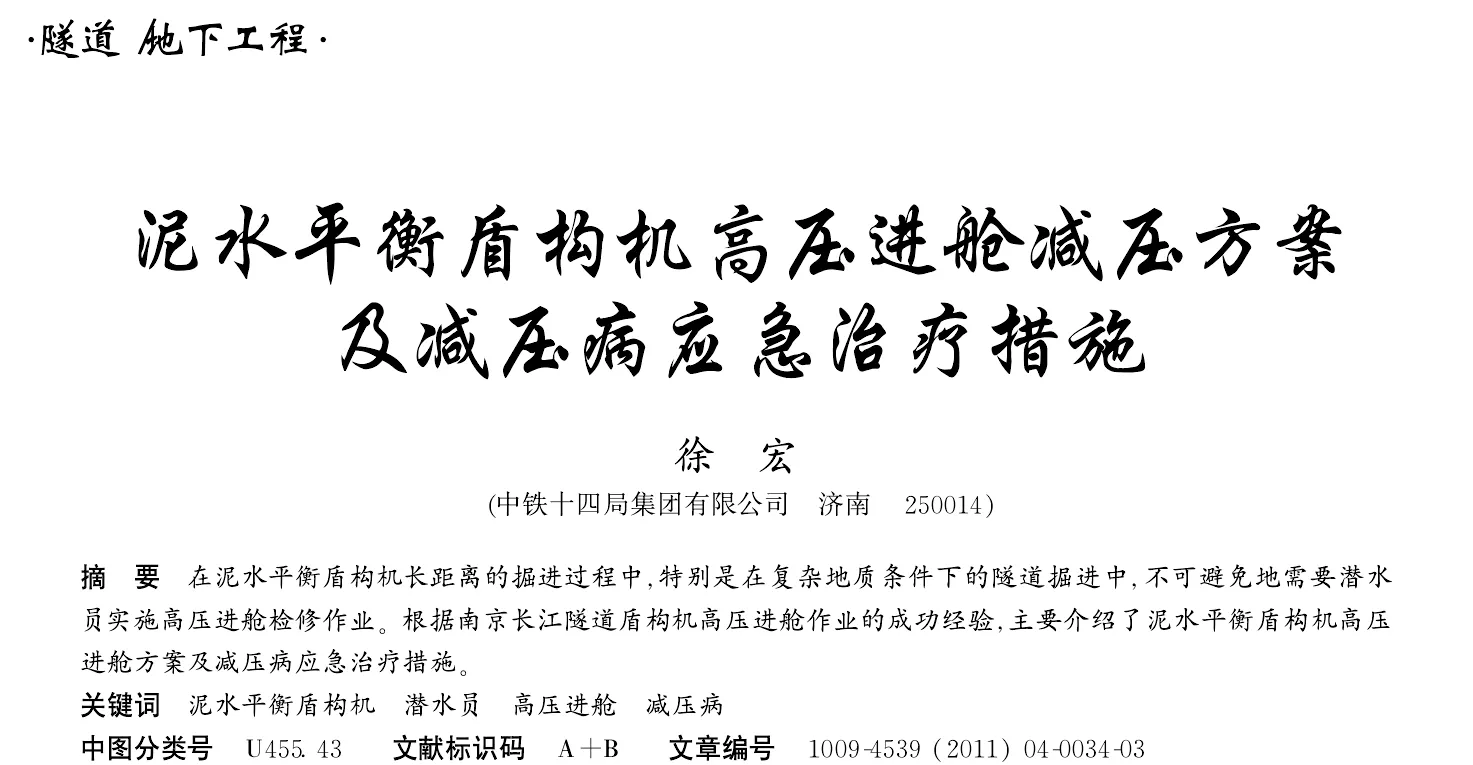 ·隧道/地下工程·
泥水平衡盾构机高压进舱减压方案
及减压病应急治疗措施
徐 宏
(中铁十四局集团有限公司 济南 250014)
摘 要 在泥水平衡盾构机长距离的掘进过程中,特别是在复杂地质条件下的隧道掘进中,不可避免地需要潜水
员实施高压进舱检修作业。根据南京长江隧道盾构机高压进舱作业的成功经验,主要介绍了泥水平衡盾构机高压
进舱方案及减压病应急治疗措施。
关键词 泥水平衡盾构机 潜水员 高压进舱 减压病
中图分类号 U455.43 文献标识码 A+B 文章编号 1009-4539 (2011) 04-0034-03